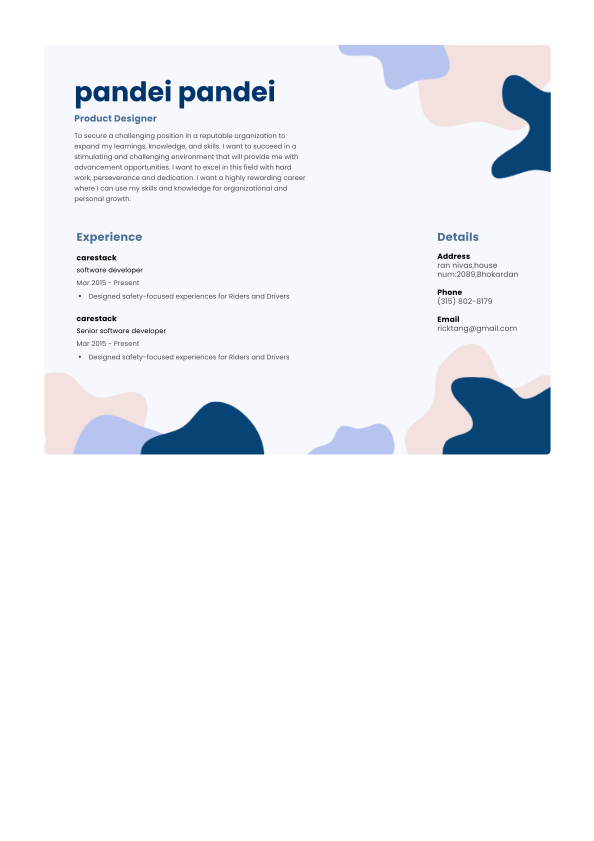 pandei pandei
Product Designer
To secure a challenging position in a reputable organization to
expand my learnings, knowledge, and skills. I want to succeed in a
stimulating and challenging environment that will provide me with
advancement opportunities. I want to excel in this field with hard
work, perseverance and dedication. I want a highly rewarding career
where I can use my skills and knowledge for organizational and
personal growth.
Experience
carestack
software developer
Mar 2015 - Present
• Designed safety-focused experiences for Riders and Drivers
carestack
Senior software developer
Mar 2015 - Present
• Designed safety-focused experiences for Riders and Drivers
Details
Address
ran nivas,house
num:2089,Bhokardan
Phone
(315) 802-8179
Email
ricktang@gmail.com